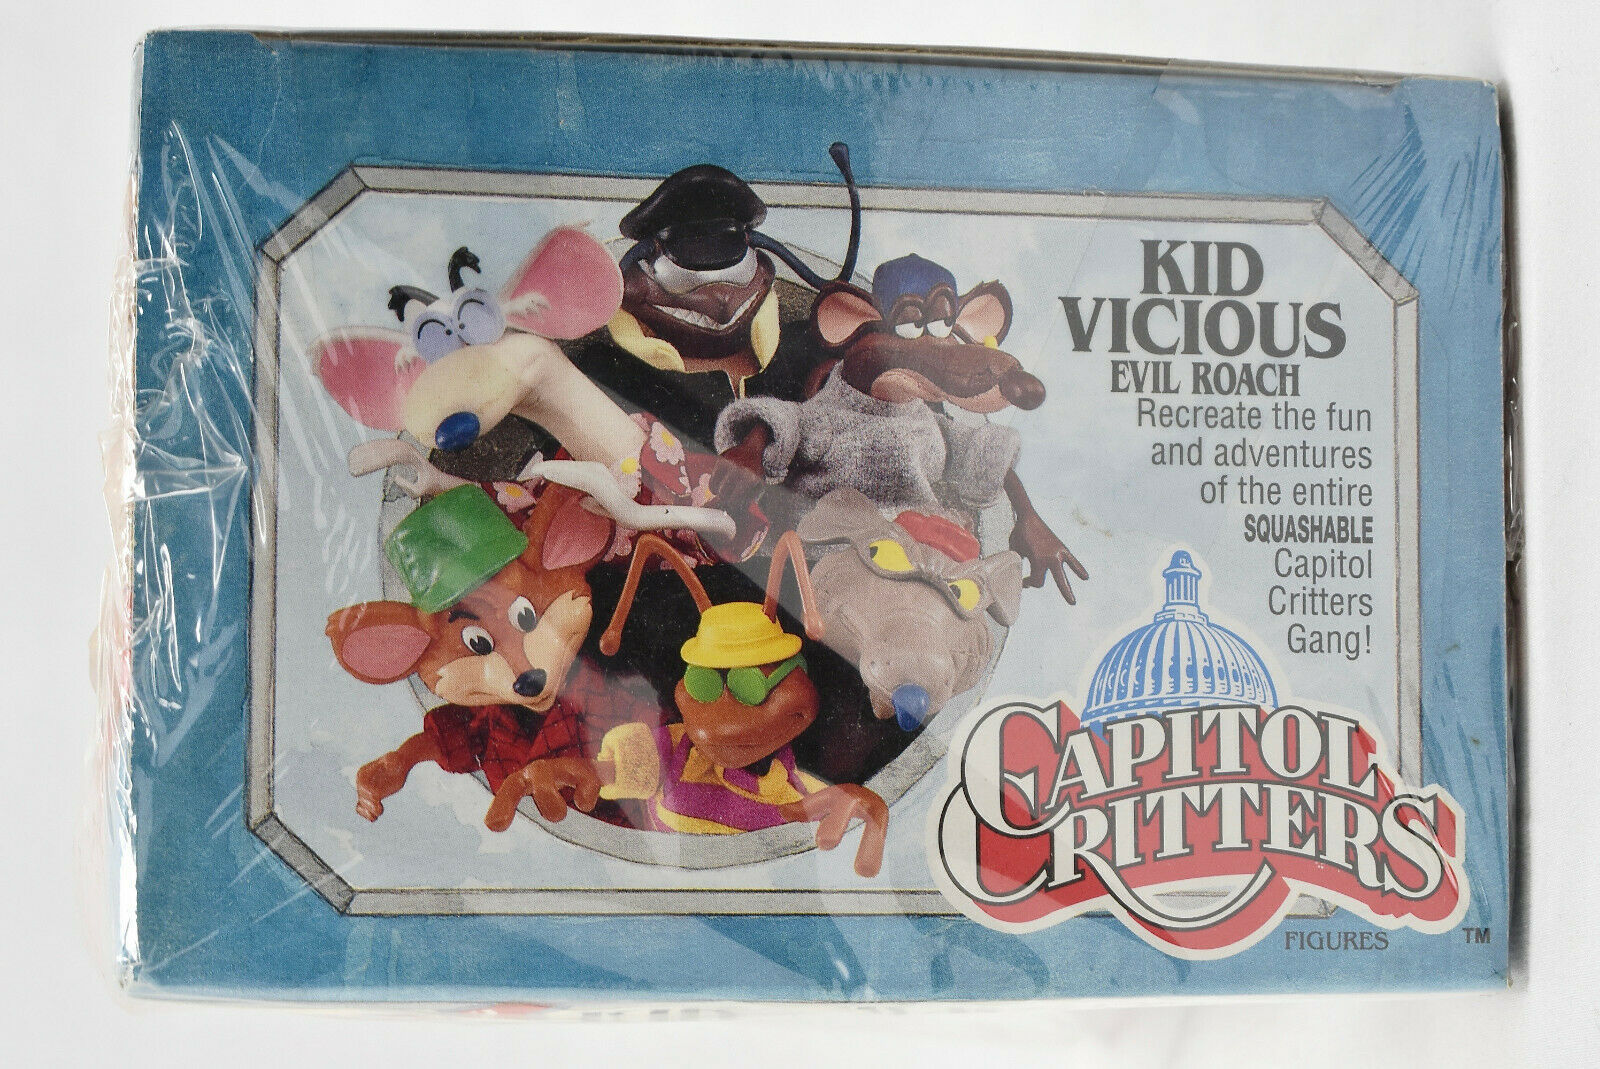 KID
VICIOUS
EVIL ROACH
Recreate the fun
and adventures
of the entire
SQUASHABLE
Capitol
Critters
Gang!
CAPITOL
CRITTERS
FIGURES
TM